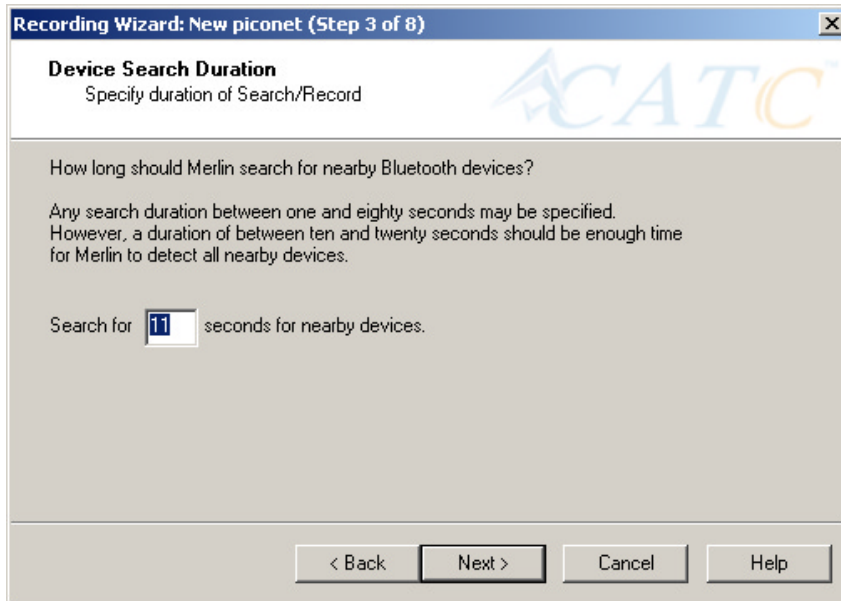 Recording Wizard: New piconet (Step 3 of 8)
Device Search Duration
Specify duration of Search/Record
CATC
How long should Merlin search for nearby Bluetooth devices?
Any search duration between one and eighty seconds may be specified.
However, a duration of between ten and twenty seconds should be enough time
for Merlin to detect all nearby devices.
Search for 11 seconds for nearby devices.
< Back Next > Cancel Help